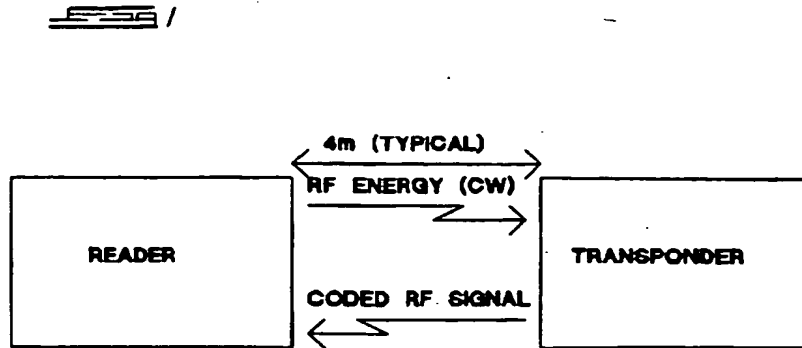 4m (TYPICAL)
RF ENERGY (CW)
READER
TRANSPONDER
CODED RF SIGNAL